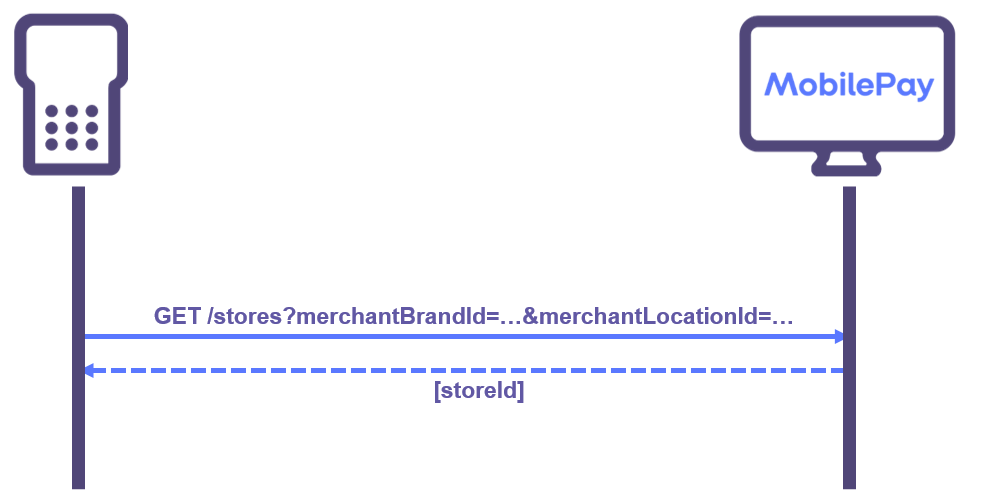 MobilePay
GET /stores?merchantBrandId=…&merchantLocationId=…
[storeId]